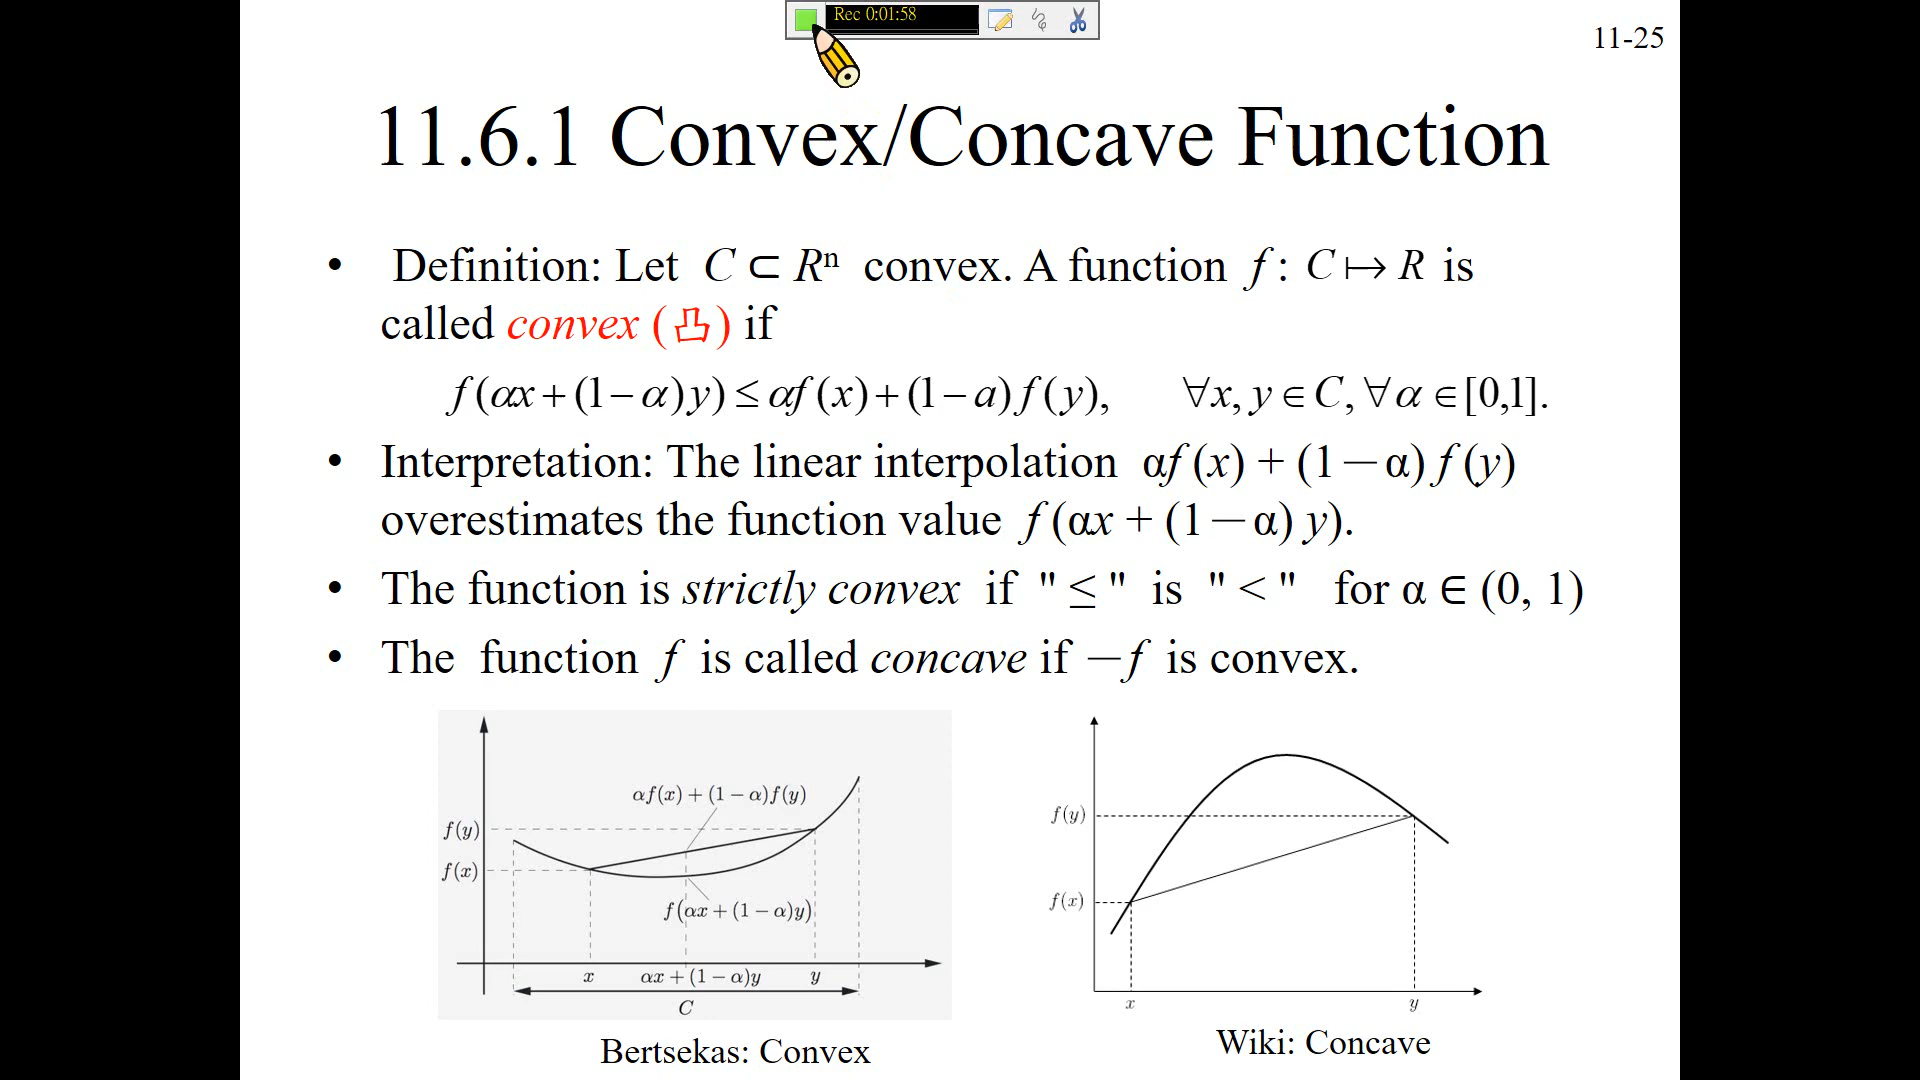 Rec 0:01:58
11-25
11.6.1 Convex/Concave Function
• Definition: Let C ⊂ Rⁿ convex. A function f : C ↦ R is
called convex (凸) if
f(αx+(1−α)y) ≤ αf(x)+(1−a)f(y), ∀x, y ∈ C, ∀α ∈[0,1].
• Interpretation: The linear interpolation αf (x) + (1－α) f (y)
overestimates the function value f (αx + (1－α) y).
• The function is strictly convex if " ≤ " is " < " for α ∈ (0, 1)
• The function f is called concave if －f is convex.
αf(x) + (1 − α)f(y)
f(y)
f(x)
f(αx + (1 − α)y)
x αx + (1 − α)y y
C
Bertsekas: Convex
f(y)
f(x)
x y
Wiki: Concave